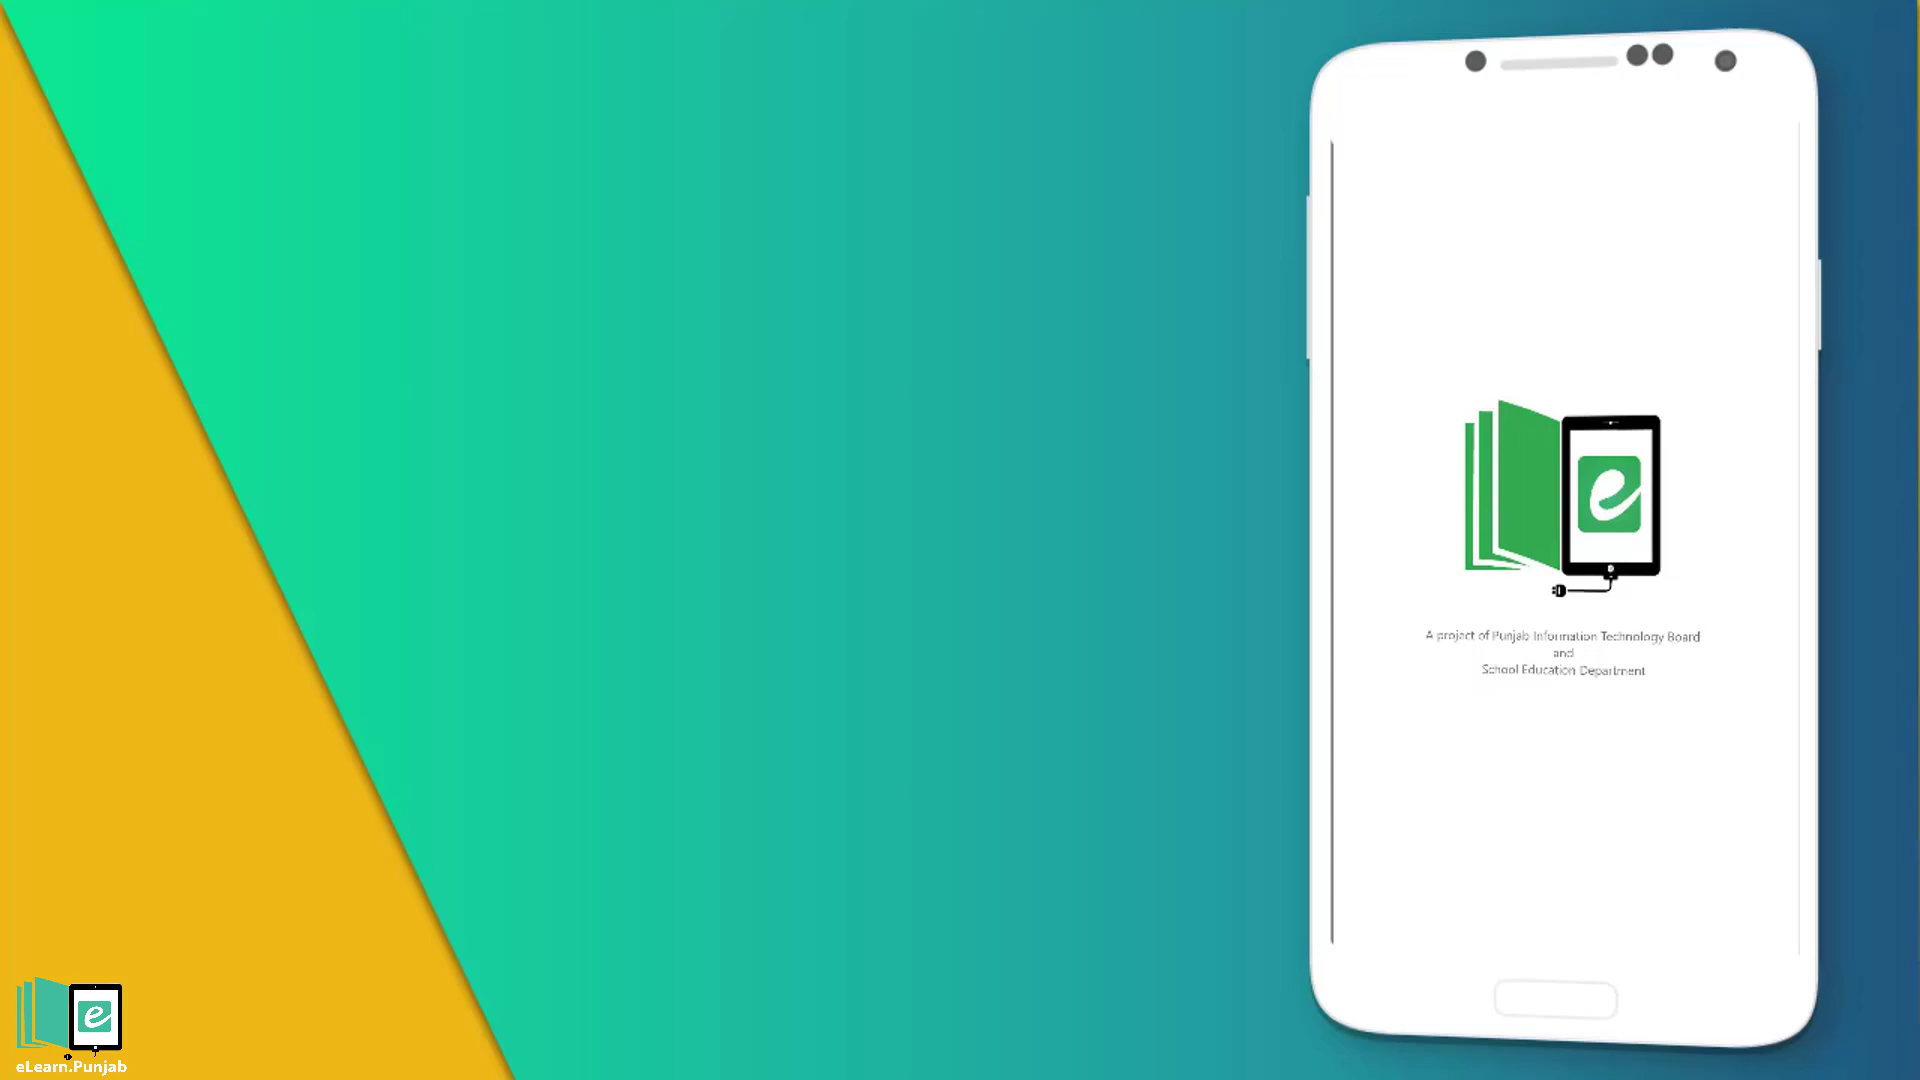 e
A project of Punjab Information Technology Board
and
School Education Department
e
eLearn.Punjab